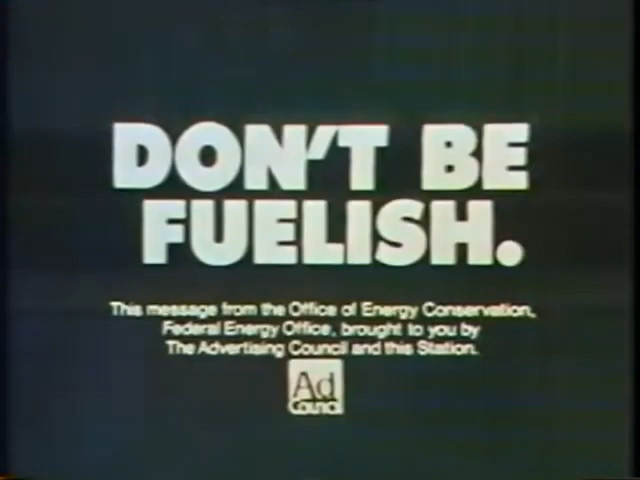 DON'T BE
FUELISH.
This message from the Office of Energy Conservation,
Federal Energy Office, brought to you by
The Advertising Council and this Station.
Ad
Council